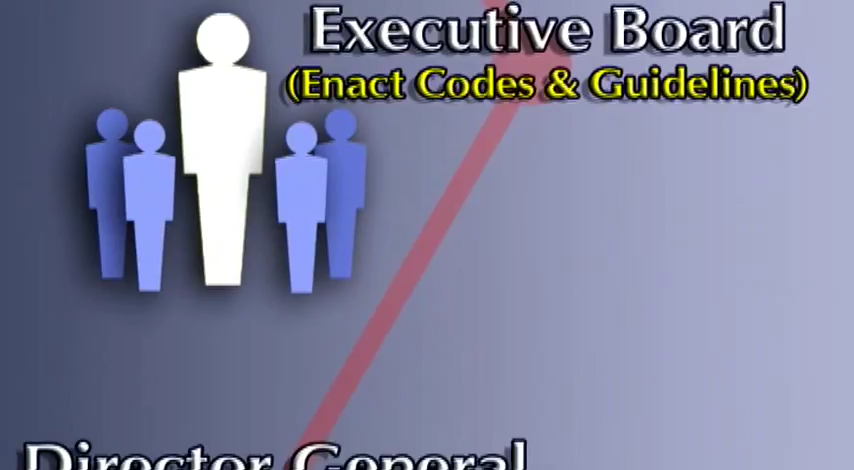 Executive Board
(Enact Codes & Guidelines)
Director General